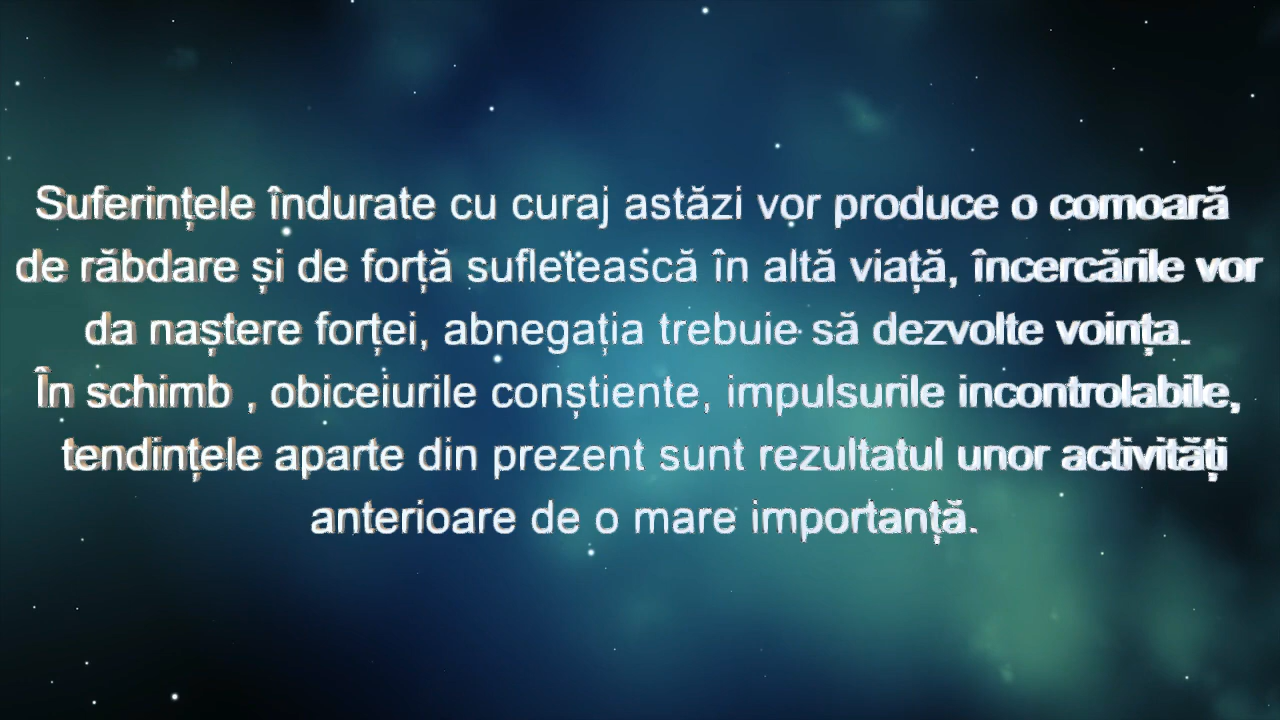 Suferințele îndurate cu curaj astăzi vor produce o comoară
de răbdare și de forță sufletească în altă viață, încercările vor
da naștere forței, abnegația trebuie să dezvolte voința.
În schimb , obiceiurile conștiente, impulsurile incontrolabile,
tendințele aparte din prezent sunt rezultatul unor activități
anterioare de o mare importanță.